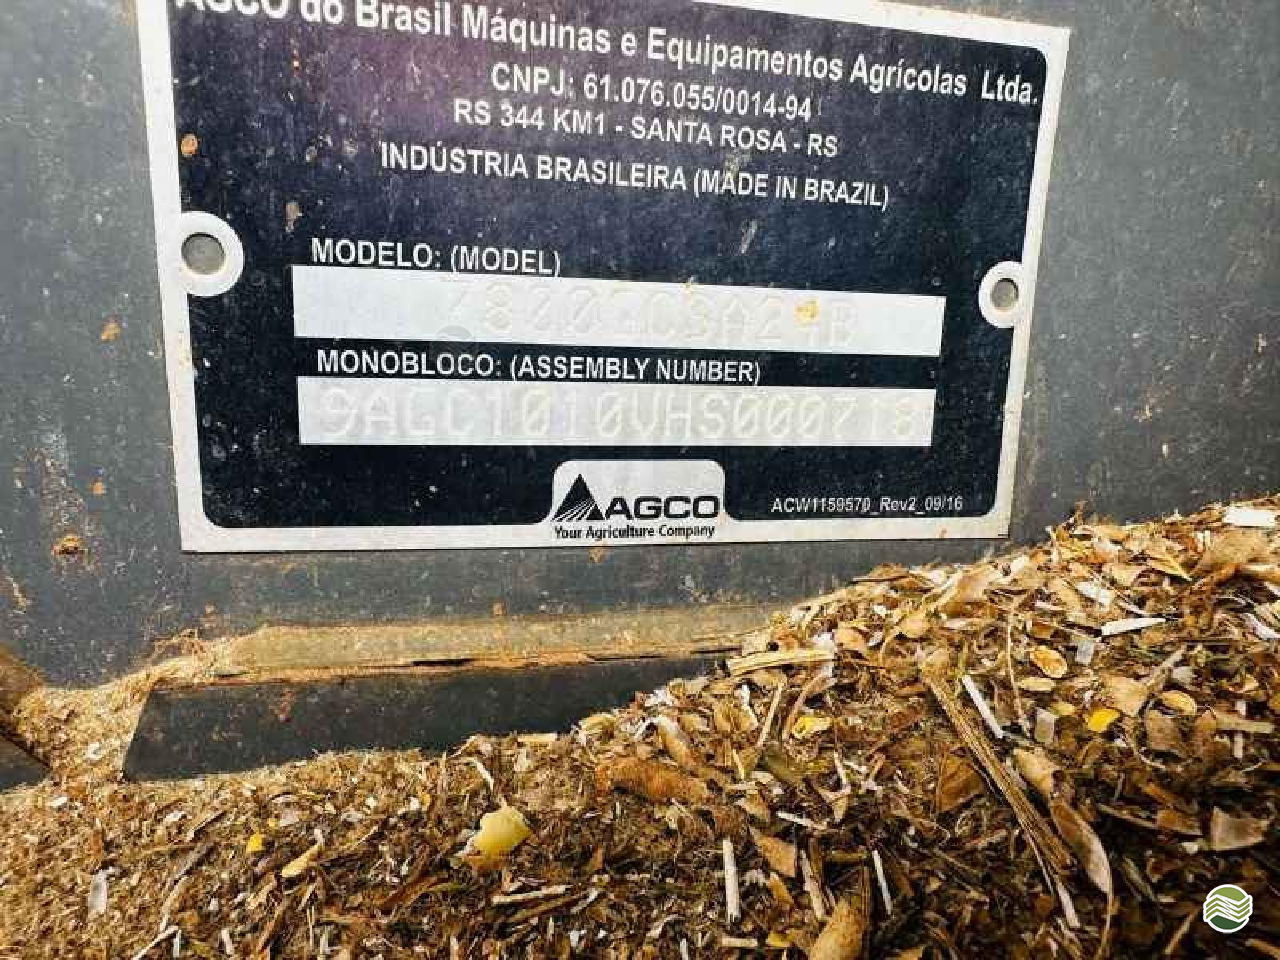 AGCO do Brasil Máquinas e Equipamentos Agrícolas Ltda.
CNPJ: 61.076.055/0014-94
RS 344 KM1 - SANTA ROSA - RS
INDÚSTRIA BRASILEIRA (MADE IN BRAZIL)
MODELO: (MODEL)
MONOBLOCO: (ASSEMBLY NUMBER)
9AGC1010VHS000718
AGCO
Your Agriculture Company
ACW1159570_Rev2_09/16